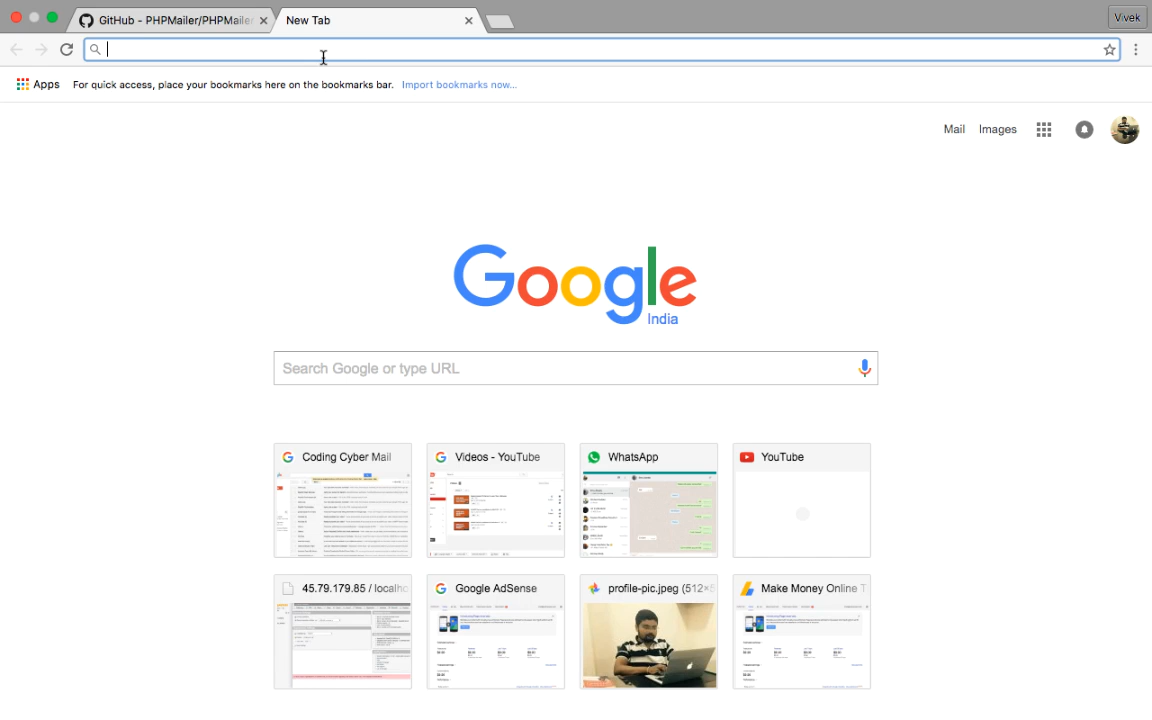 GitHub - PHPMailer/PHPMailer
New Tab
Vivek
Apps
For quick access, place your bookmarks here on the bookmarks bar.
Import bookmarks now...
Mail
Images
Google
India
Search Google or type URL
Coding Cyber Mail
Videos - YouTube
WhatsApp
YouTube
45.79.179.85 / localho
Google AdSense
profile-pic.jpeg (512×5
Make Money Online T